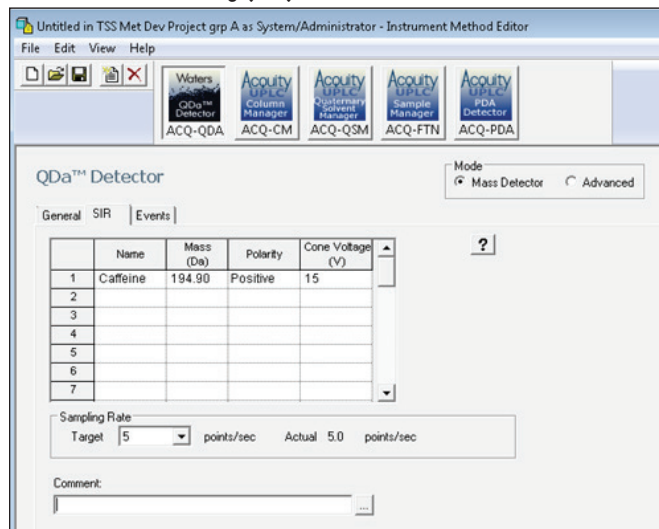 Untitled in TSS Met Dev Project grp A as System/Administrator - Instrument Method Editor
File Edit View Help
Waters QDa™ Detector
Acquity UPLC Column Manager
Acquity UPLC Quaternary Solvent Manager
Acquity UPLC Sample Manager
Acquity UPLC PDA Detector
ACQ-QDA ACQ-CM ACQ-QSM ACQ-FTN ACQ-PDA
Mode
QDa™ Detector
Mass Detector Advanced
General SIR Events
Name Mass (Da) Polarity Cone Voltage (V)
?
1 Caffeine 194.90 Positive 15
2
3
4
5
6
7
Sampling Rate
Target 5 points/sec Actual 5.0 points/sec
Comment:
...